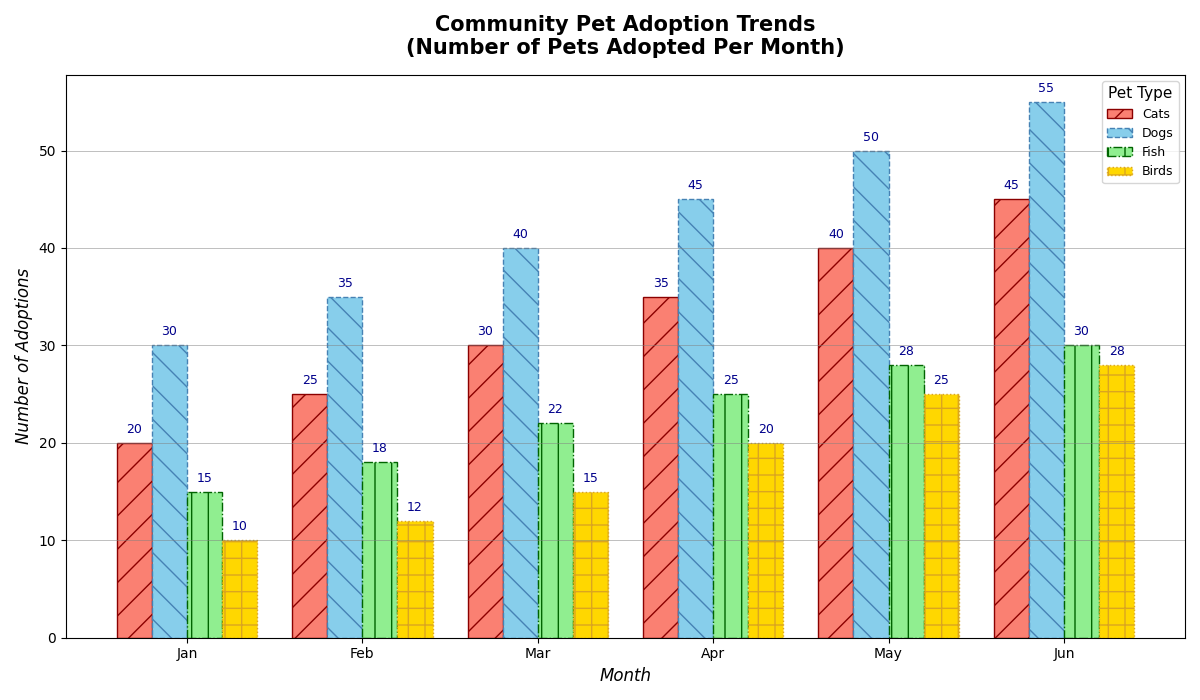 Community Pet Adoption Trends
(Number of Pets Adopted Per Month)
Pet Type
Cats
Dogs
Fish
Birds
Number of Adoptions
50
40
30
20
10
0
20
30
15
10
25
35
18
12
30
40
22
15
35
45
25
20
40
50
28
25
45
55
30
28
Jan
Feb
Mar
Apr
May
Jun
Month